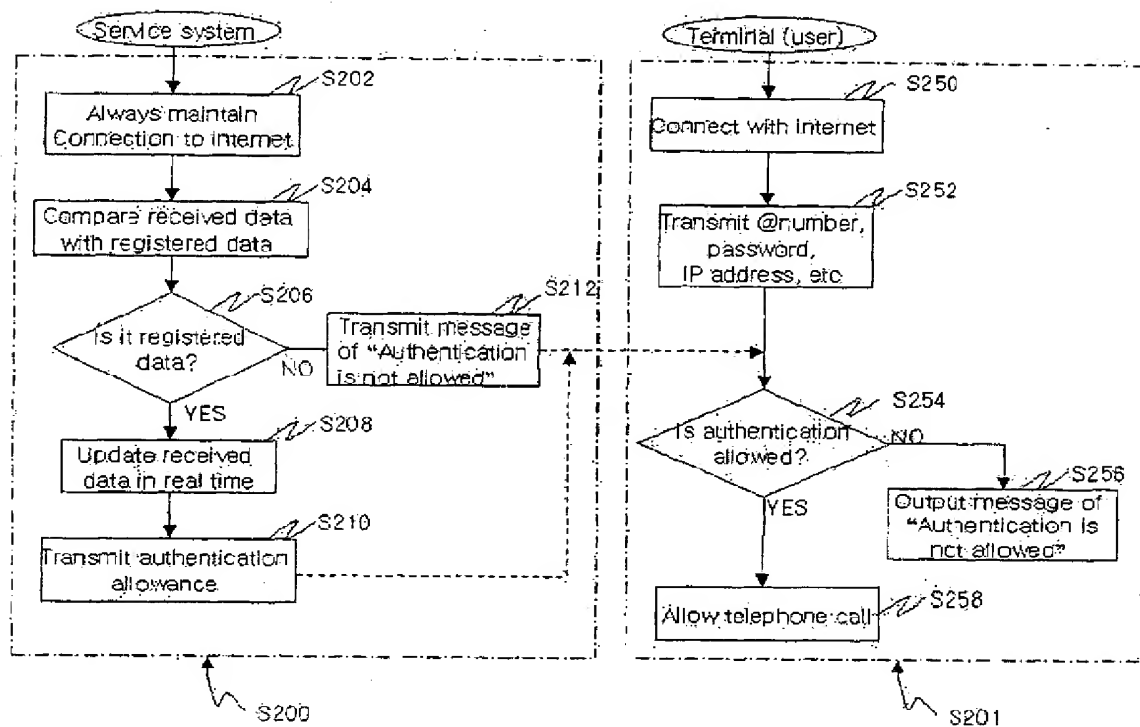 Service system
S202
Always maintain
Connection to internet
S204
Compare received data
with registered data
S206
Is it registered
data?
NO
YES
S212
Transmit message
of “Authentication
is not allowed”
S208
Update received
data in real time
S210
Transmit authentication
allowance
S200
Terminal (user)
S250
Connect with internet
S252
Transmit @number,
password,
IP address, etc
S254
Is authentication
allowed?
NO
YES
S256
Output message of
“Authentication is
not allowed”
S258
Allow telephone call
S201